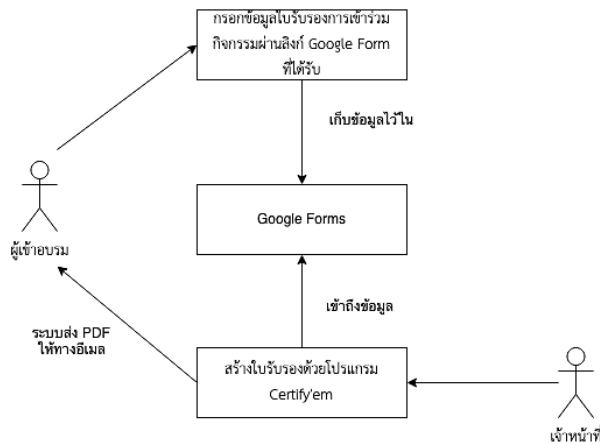 กรอกข้อมูลใบรับรองการเข้าร่วม
กิจกรรมผ่านลิงก์ Google Form
ที่ได้รับ
เก็บข้อมูลไว้ใน
Google Forms
ผู้เข้าอบรม
เข้าถึงข้อมูล
ระบบส่ง PDF
ให้ทางอีเมล
สร้างใบรับรองด้วยโปรแกรม
Certify'em
เจ้าหน้าที่